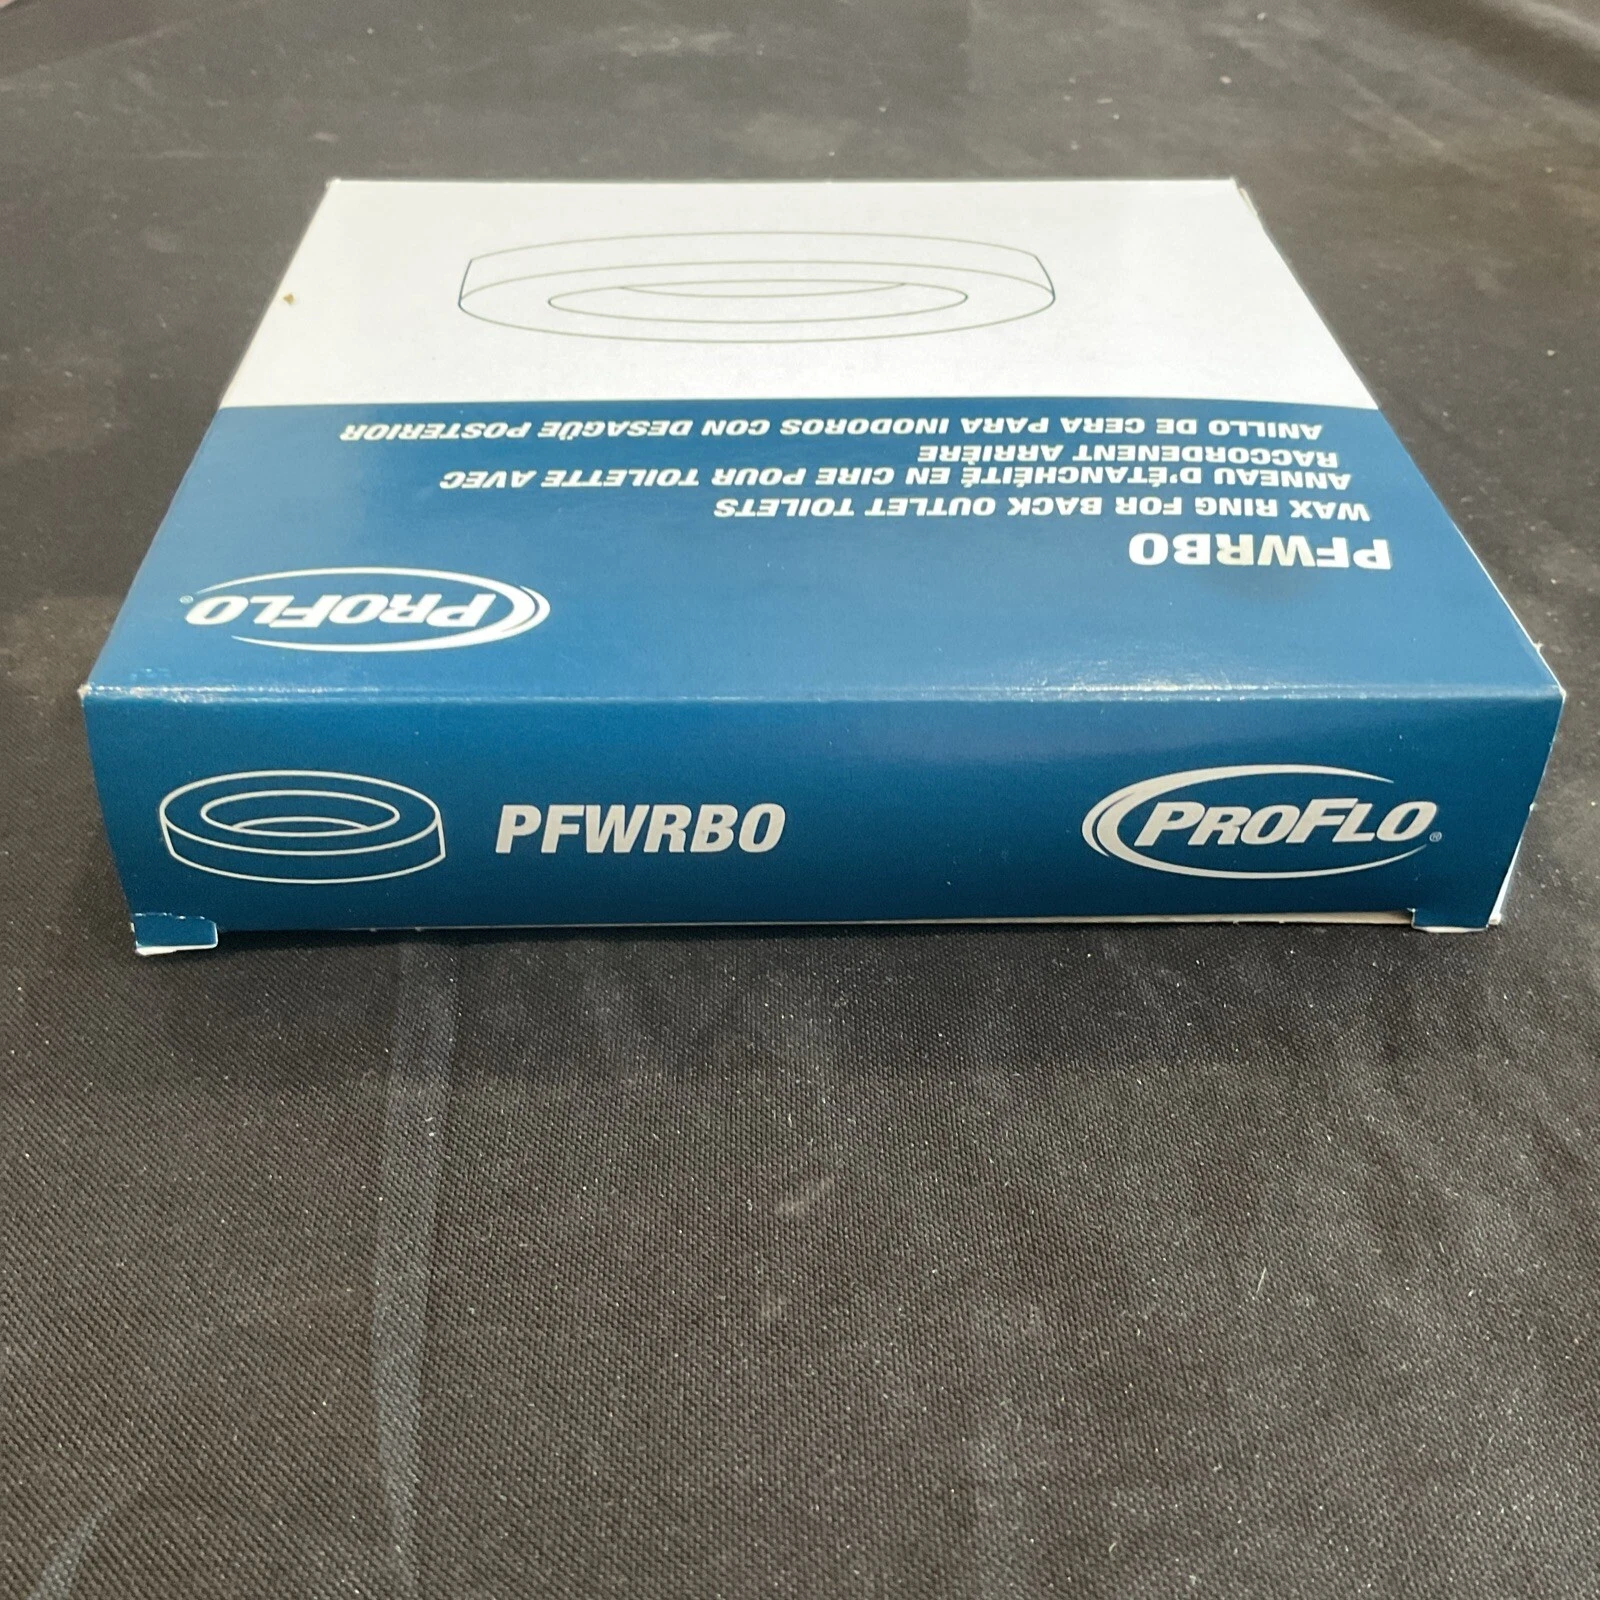 PROFLO®
PFWRBO
WAX RING FOR BACK OUTLET TOILETS
ANNEAU D'ÉTANCHÉITÉ EN CIRE POUR TOILETTE AVEC
RACCORDENENT ARRIÈRE
ANILLO DE CERA PARA INODOROS CON DESAGÜE POSTERIOR
PFWRBO
PROFLO®